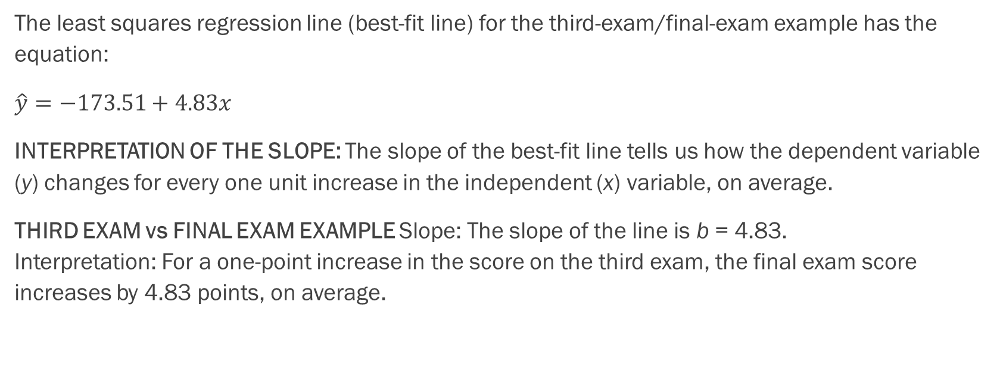 The least squares regression line (best-fit line) for the third-exam/final-exam example has the
equation:
ŷ = −173.51 + 4.83x
INTERPRETATION OF THE SLOPE: The slope of the best-fit line tells us how the dependent variable
(y) changes for every one unit increase in the independent (x) variable, on average.
THIRD EXAM vs FINAL EXAM EXAMPLE Slope: The slope of the line is b = 4.83.
Interpretation: For a one-point increase in the score on the third exam, the final exam score
increases by 4.83 points, on average.